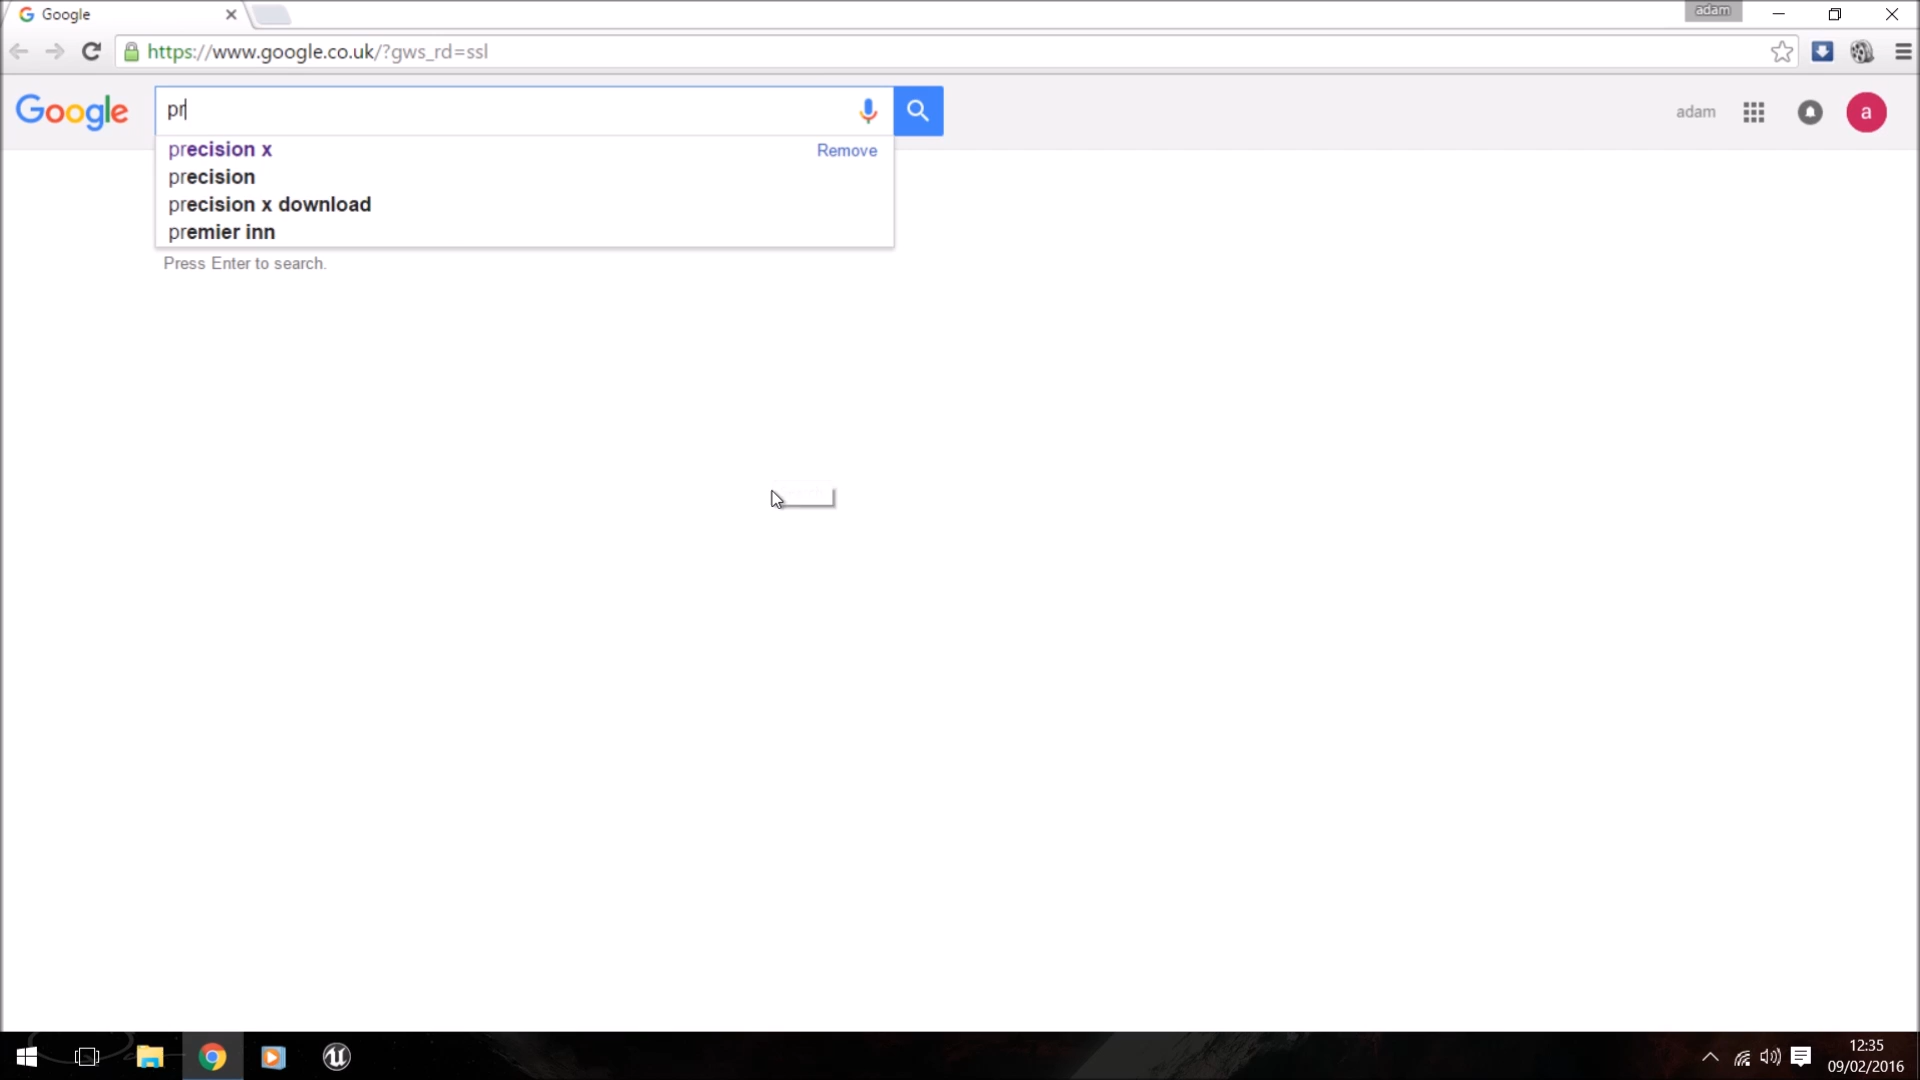 Google
adam
https://www.google.co.uk/?gws_rd=ssl
Google
pr
adam
a
precision x
Remove
precision
precision x download
premier inn
Press Enter to search.
12:35
09/02/2016